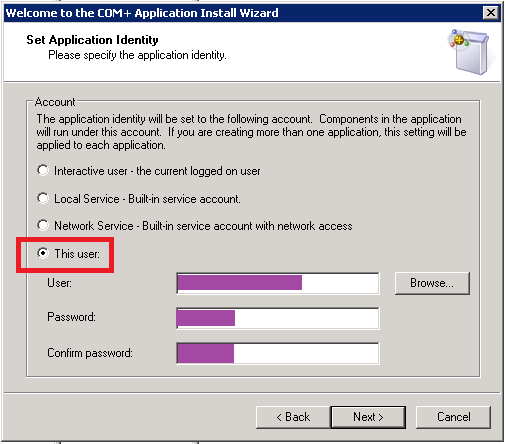 Welcome to the COM+ Application Install Wizard
Set Application Identity
Please specify the application identity.
Account
The application identity will be set to the following account. Components in the application
will run under this account. If you are creating more than one application, this setting will be
applied to each application.
Interactive user - the current logged on user
Local Service - Built-in service account.
Network Service - Built-in service account with network access
This user:
User:
Browse...
Password:
Confirm password:
< Back
Next >
Cancel